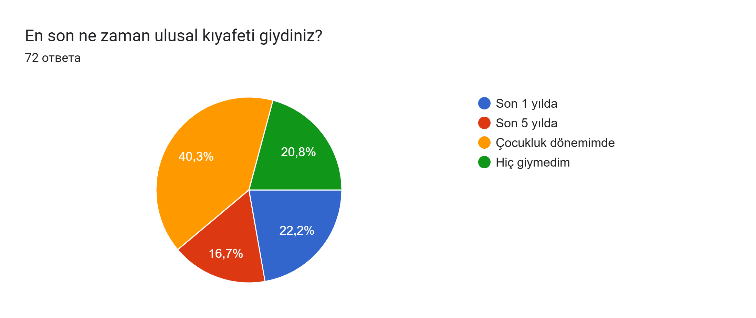 En son ne zaman ulusal kıyafeti giydiniz?
72 ответа
40,3%
20,8%
22,2%
16,7%
Son 1 yılda
Son 5 yılda
Çocukluk dönemimde
Hiç giymedim